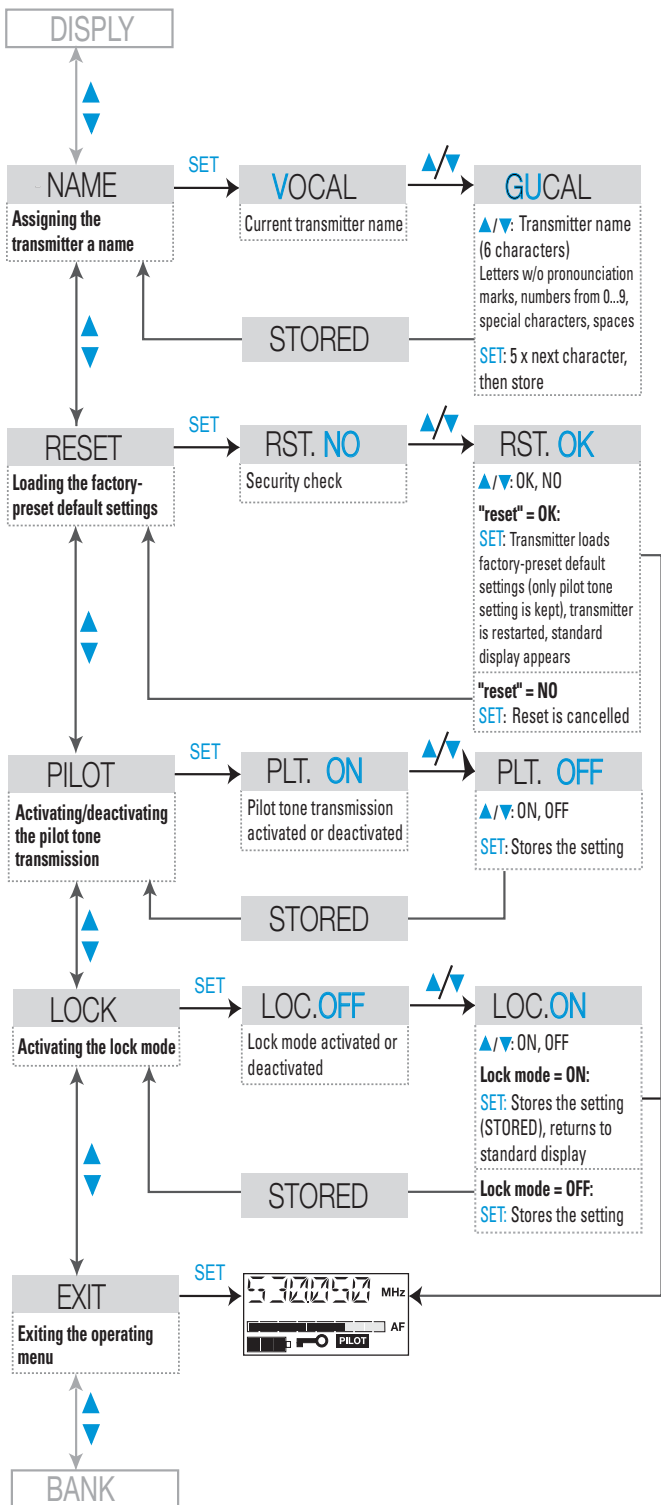 DISPLY
NAME
SET
VOCAL
▲/▼
GUCAL
Assigning the
transmitter a name
Current transmitter name
▲/▼: Transmitter name
(6 characters)
Letters w/o pronounciation
marks, numbers from 0...9,
special characters, spaces
SET: 5 x next character,
then store
STORED
RESET
SET
RST. NO
▲/▼
RST. OK
Loading the factory-
preset default settings
Security check
▲/▼: OK, NO
"reset" = OK:
SET: Transmitter loads
factory-preset default
settings (only pilot tone
setting is kept), transmitter
is restarted, standard
display appears
"reset" = NO
SET: Reset is cancelled
PILOT
SET
PLT. ON
▲/▼
PLT. OFF
Activating/deactivating
the pilot tone
transmission
Pilot tone transmission
activated or deactivated
▲/▼: ON, OFF
SET: Stores the setting
STORED
LOCK
SET
LOC.OFF
▲/▼
LOC.ON
Activating the lock mode
Lock mode activated or
deactivated
▲/▼: ON, OFF
Lock mode = ON:
SET: Stores the setting
(STORED), returns to
standard display
Lock mode = OFF:
SET: Stores the setting
STORED
EXIT
SET
530.050 MHz
AF
PILOT
Exiting the operating
menu
BANK